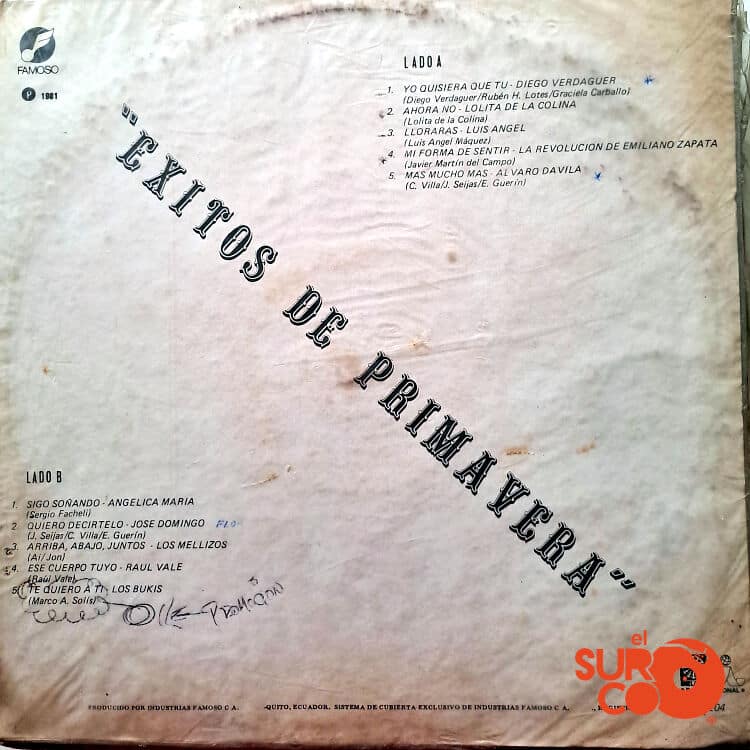 FAMOSO
P 1981
LADO A
1. YO QUISIERA QUE TU - DIEGO VERDAGUER
(Diego Verdaguer/Rubén H. Lotes/Graciela Carballo)
2. AHORA NO - LOLITA DE LA COLINA
(Lolita de la Colina)
3. LLORARAS - LUIS ANGEL
(Luis Angel Máquez)
4. MI FORMA DE SENTIR - LA REVOLUCION DE EMILIANO ZAPATA
(Javier Martín del Campo)
5. MAS MUCHO MAS - ALVARO DAVILA
(C. Villa/J. Seijas/E. Guerín)
"EXITOS DE PRIMAVERA"
LADO B
1. SIGO SOÑANDO - ANGELICA MARIA
(Sergio Facheli)
2. QUIERO DECIRTELO - JOSE DOMINGO
(J. Seijas/C. Villa/E. Guerín)
3. ARRIBA, ABAJO, JUNTOS - LOS MELLIZOS
(Ai/Jon)
4. ESE CUERPO TUYO - RAUL VALE
(Raúl Vale)
5. TE QUIERO A TI - LOS BUKIS
(Marco A. Solís)
PROMOCION
el
SURCO
PRODUCIDO POR INDUSTRIAS FAMOSO C A. -QUITO, ECUADOR. SISTEMA DE CUBIERTA EXCLUSIVO DE INDUSTRIAS FAMOSO C A.